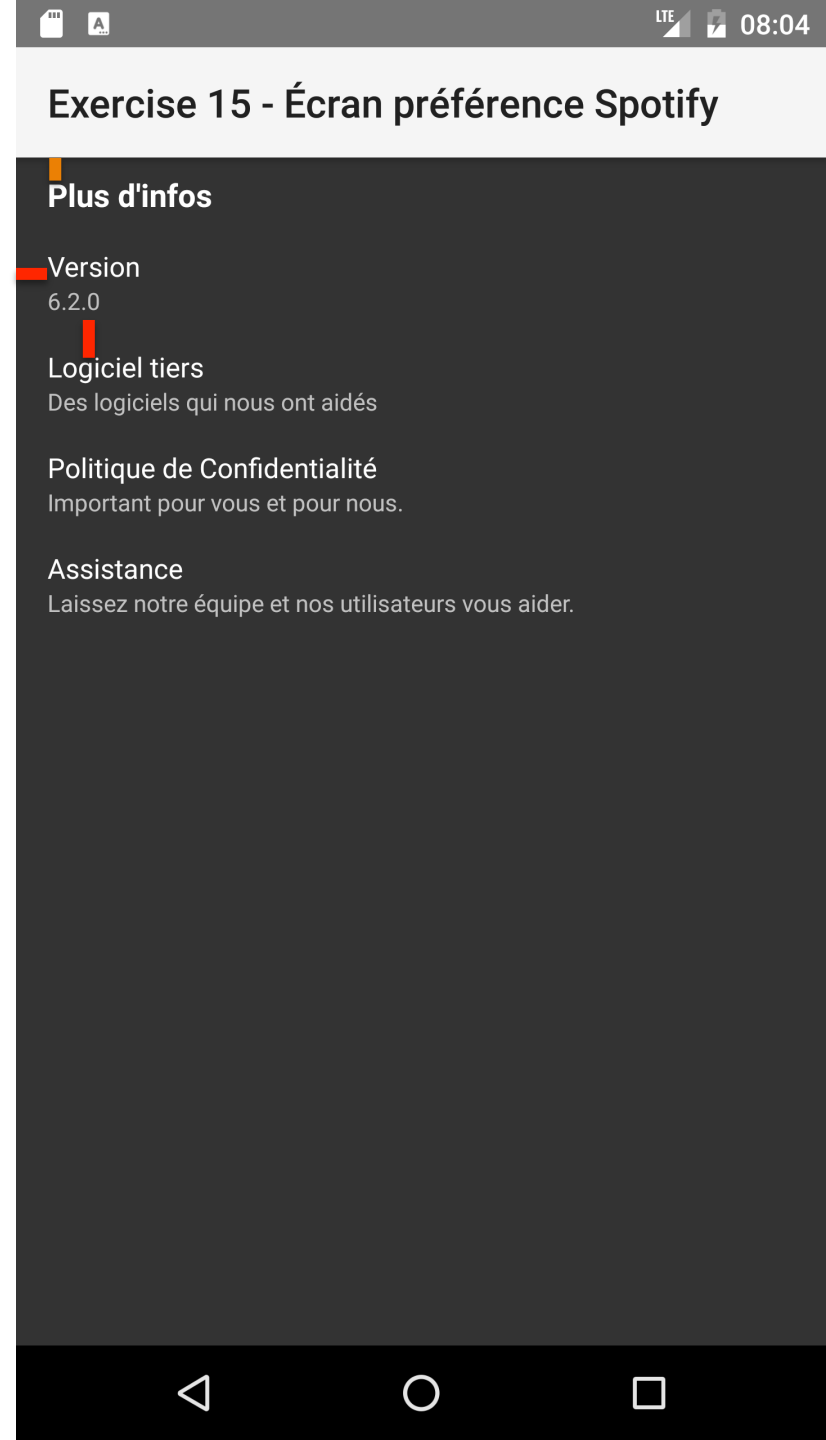 LTE 08:04
Exercise 15 - Écran préférence Spotify
Plus d'infos
Version
6.2.0
Logiciel tiers
Des logiciels qui nous ont aidés
Politique de Confidentialité
Important pour vous et pour nous.
Assistance
Laissez notre équipe et nos utilisateurs vous aider.